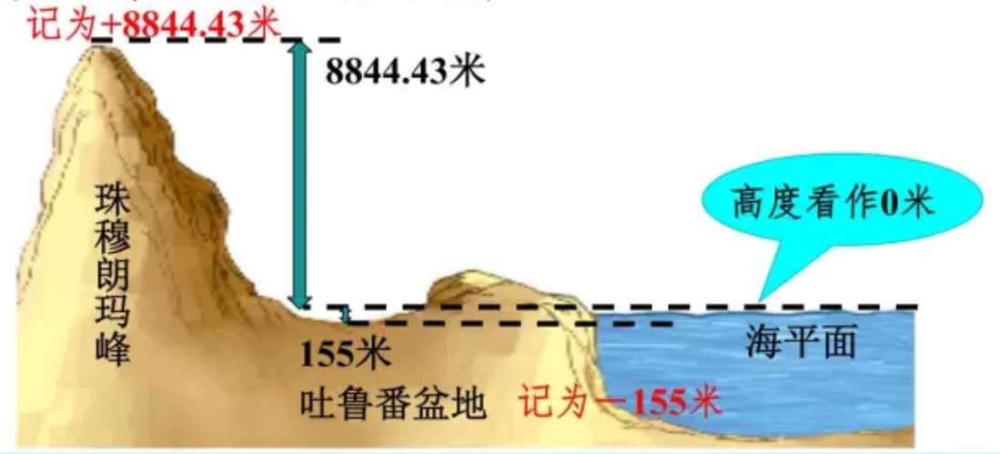 记为+8844.43米
8844.43米
珠穆朗玛峰
高度看作0米
海平面
155米
吐鲁番盆地 记为－155米